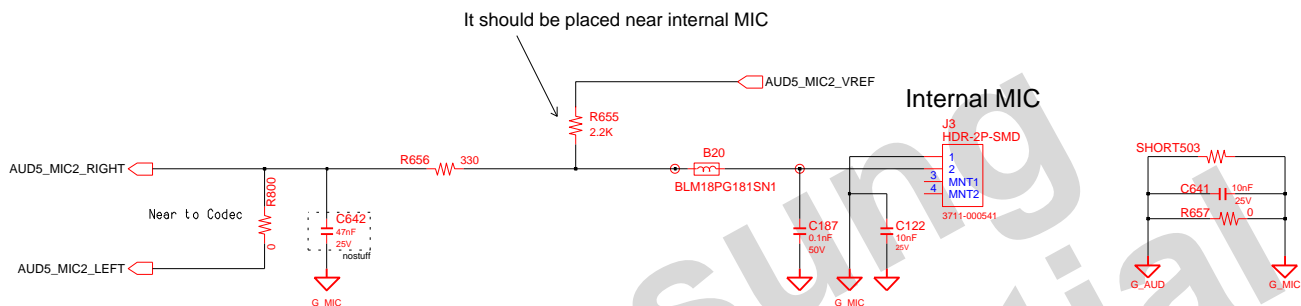 It should be placed near internal MIC
AUD5_MIC2_VREF
Internal MIC
R655
2.2K
J3
HDR-2P-SMD
AUD5_MIC2_RIGHT
R656
330
B20
BLM18PG181SN1
1
2
3
MNT1
4
MNT2
3711-000541
SHORT503
C641
10nF
25V
R657
0
R800
0
Near to Codec
C642
47nF
25V
nostuff
C187
0.1nF
50V
C122
10nF
25V
AUD5_MIC2_LEFT
G_MIC
G_MIC
G_AUD
G_MIC